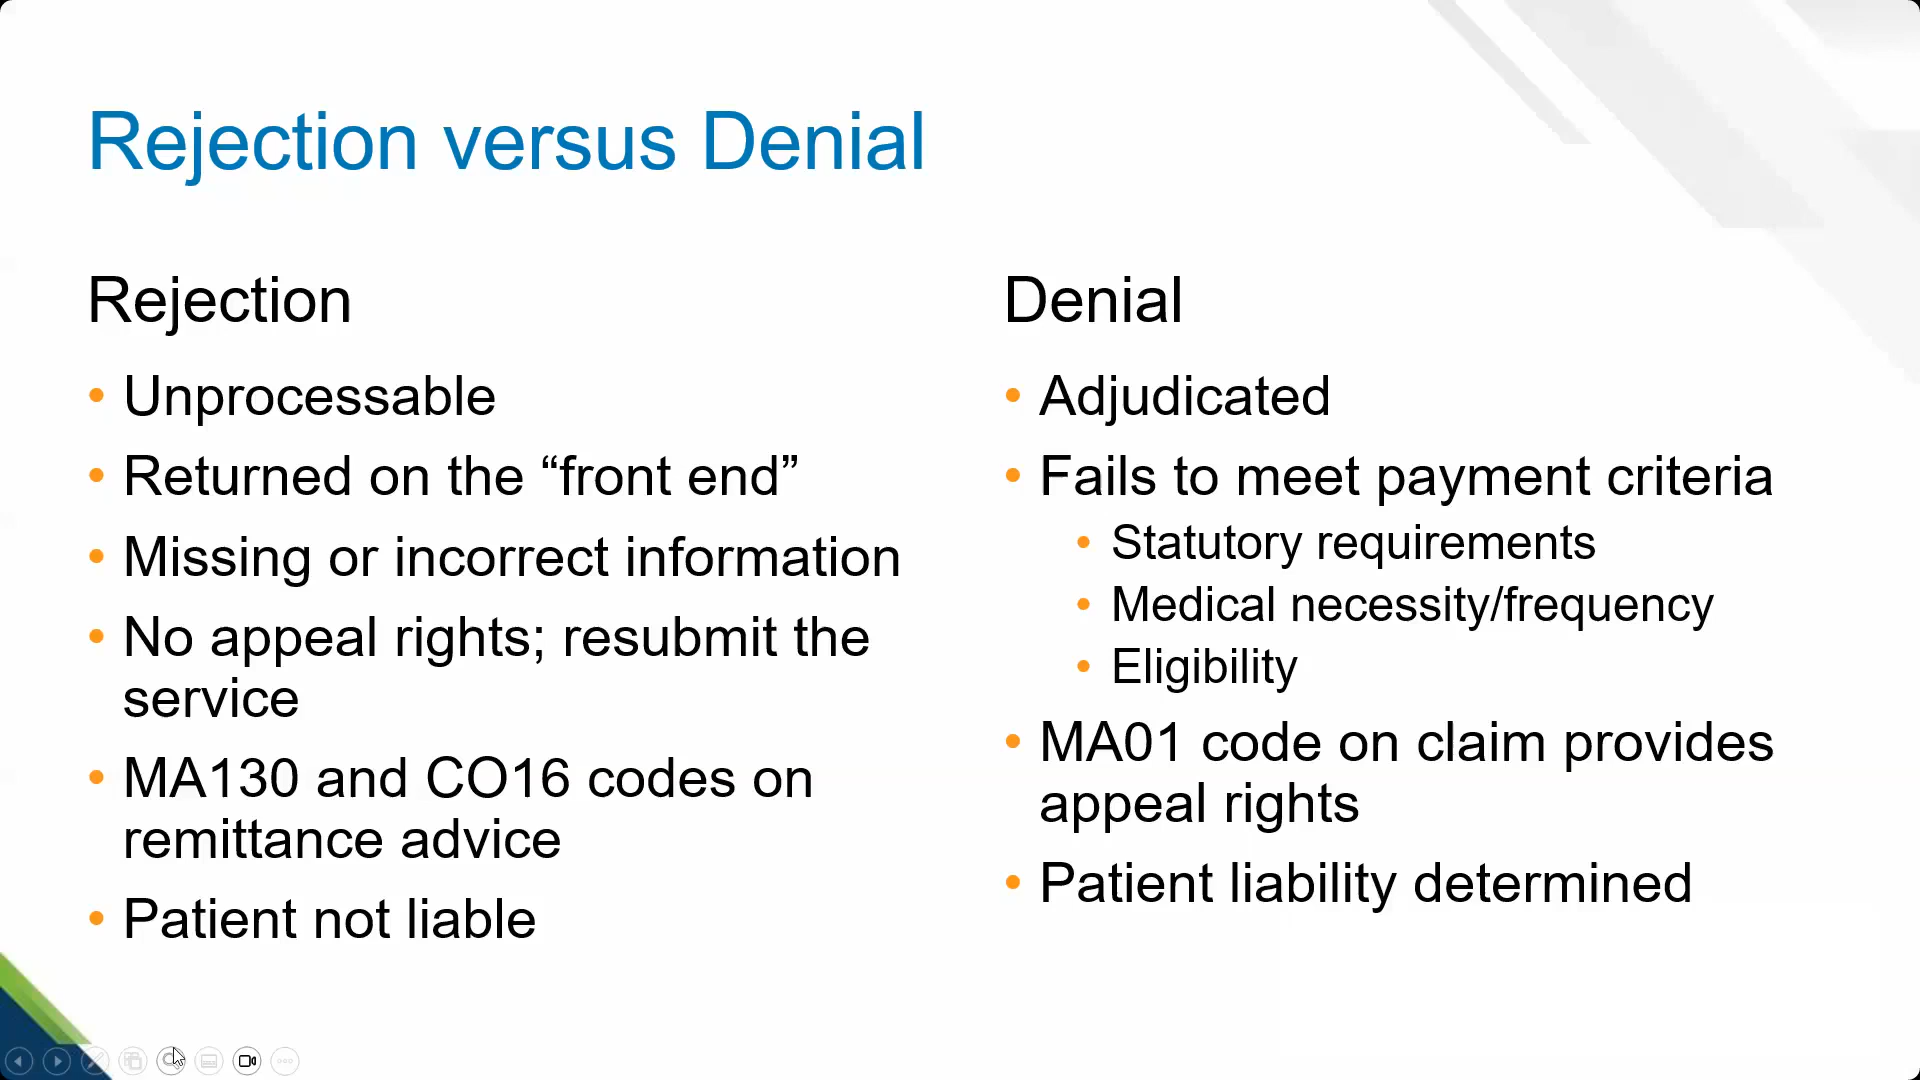 Rejection versus Denial
Rejection
• Unprocessable
• Returned on the “front end”
• Missing or incorrect information
• No appeal rights; resubmit the
service
• MA130 and CO16 codes on
remittance advice
• Patient not liable
Denial
• Adjudicated
• Fails to meet payment criteria
• Statutory requirements
• Medical necessity/frequency
• Eligibility
• MA01 code on claim provides
appeal rights
• Patient liability determined